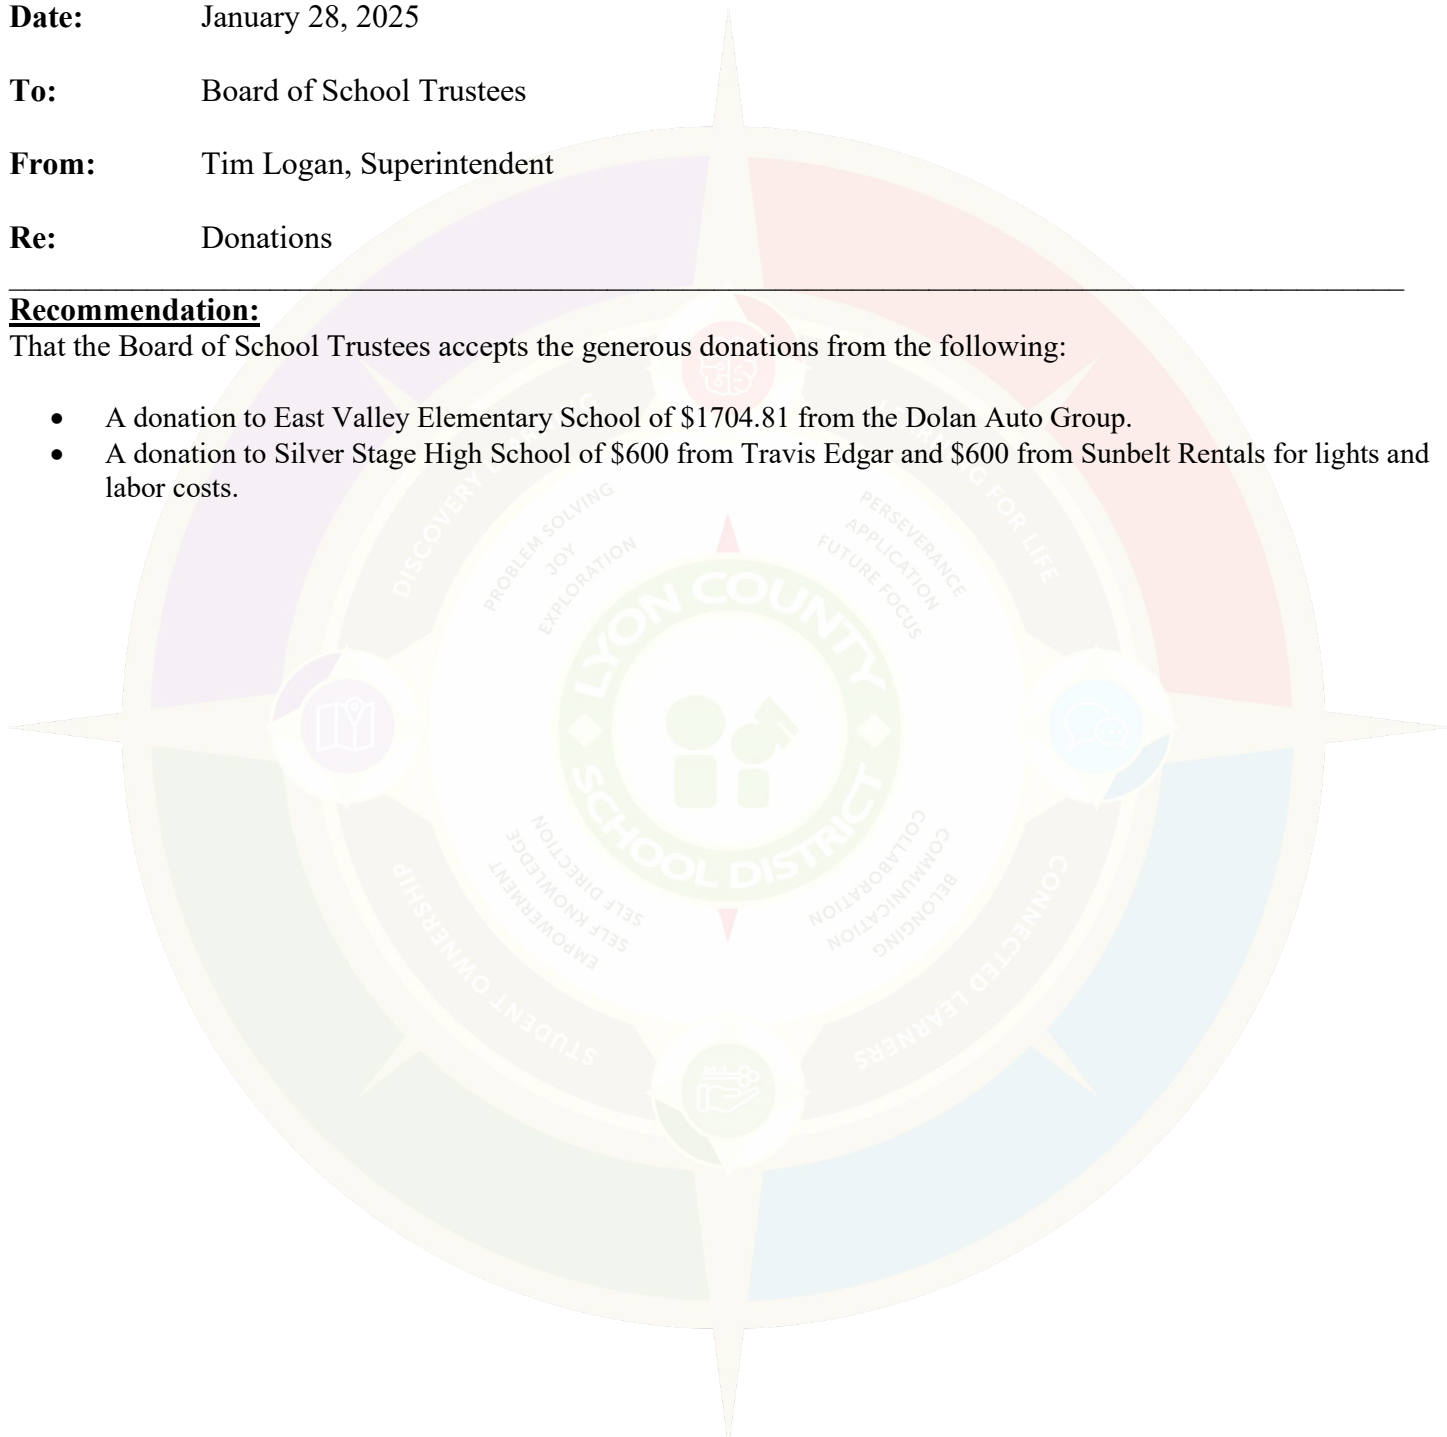 Date: January 28, 2025
To: Board of School Trustees
From: Tim Logan, Superintendent
Re: Donations
Recommendation:
That the Board of School Trustees accepts the generous donations from the following:
• A donation to East Valley Elementary School of $1704.81 from the Dolan Auto Group.
• A donation to Silver Stage High School of $600 from Travis Edgar and $600 from Sunbelt Rentals for lights and
labor costs.
DISCOVERY LEARNING
LEARNING FOR LIFE
PROBLEM SOLVING
JOY
EXPLORATION
PERSEVERANCE
APPLICATION
FUTURE FOCUS
LYON COUNTY
SCHOOL DISTRICT
SELF DIRECTION
SELF KNOWLEDGE
EMPOWERMENT
COLLABORATION
COMMUNICATION
BELONGING
STUDENT OWNERSHIP
CONNECTED LEARNERS